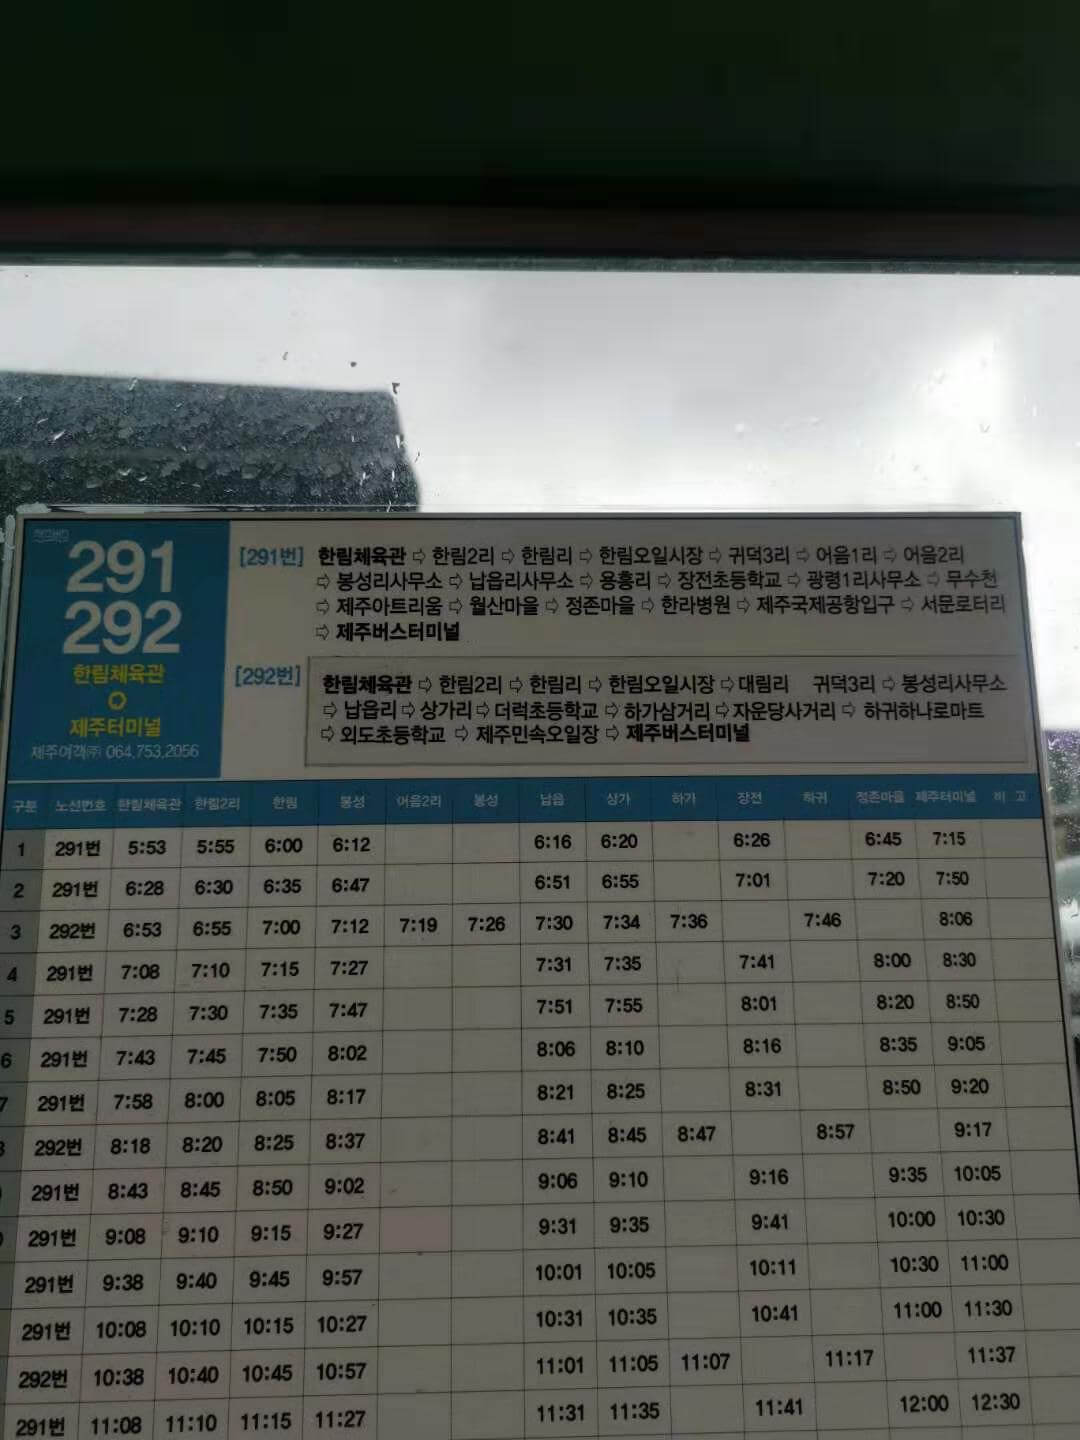 291
292
한림체육관
제주터미널
제주여객㈜ 064.753.2056
[291번] 한림체육관 ⇨ 한림2리 ⇨ 한림리 ⇨ 한림오일시장 ⇨ 귀덕3리 ⇨ 어음1리 ⇨ 어음2리
⇨ 봉성리사무소 ⇨ 납읍리사무소 ⇨ 용흥리 ⇨ 장전초등학교 ⇨ 광령1리사무소 ⇨ 무수천
⇨ 제주아트리움 ⇨ 월산마을 ⇨ 정존마을 ⇨ 한라병원 ⇨ 제주국제공항입구 ⇨ 서문로터리
⇨ 제주버스터미널
[292번] 한림체육관 ⇨ 한림2리 ⇨ 한림리 ⇨ 한림오일시장 ⇨ 대림리 귀덕3리 ⇨ 봉성리사무소
⇨ 납읍리 ⇨ 상가리 ⇨ 더럭초등학교 ⇨ 하가삼거리 ⇨ 자운당사거리 ⇨ 하귀하나로마트
⇨ 외도초등학교 ⇨ 제주민속오일장 ⇨ 제주버스터미널
구분 노선번호 한림체육관 한림2리 한림 봉성 어음2리 봉성 납읍 상가 하가 장전 하귀 정존마을 제주터미널 비 고
1 291번 5:53 5:55 6:00 6:12 6:16 6:20 6:26 6:45 7:15
2 291번 6:28 6:30 6:35 6:47 6:51 6:55 7:01 7:20 7:50
3 292번 6:53 6:55 7:00 7:12 7:19 7:26 7:30 7:34 7:36 7:46 8:06
4 291번 7:08 7:10 7:15 7:27 7:31 7:35 7:41 8:00 8:30
5 291번 7:28 7:30 7:35 7:47 7:51 7:55 8:01 8:20 8:50
6 291번 7:43 7:45 7:50 8:02 8:06 8:10 8:16 8:35 9:05
7 291번 7:58 8:00 8:05 8:17 8:21 8:25 8:31 8:50 9:20
292번 8:18 8:20 8:25 8:37 8:41 8:45 8:47 8:57 9:17
291번 8:43 8:45 8:50 9:02 9:06 9:10 9:16 9:35 10:05
291번 9:08 9:10 9:15 9:27 9:31 9:35 9:41 10:00 10:30
291번 9:38 9:40 9:45 9:57 10:01 10:05 10:11 10:30 11:00
291번 10:08 10:10 10:15 10:27 10:31 10:35 10:41 11:00 11:30
292번 10:38 10:40 10:45 10:57 11:01 11:05 11:07 11:17 11:37
291번 11:08 11:10 11:15 11:27 11:31 11:35 11:41 12:00 12:30